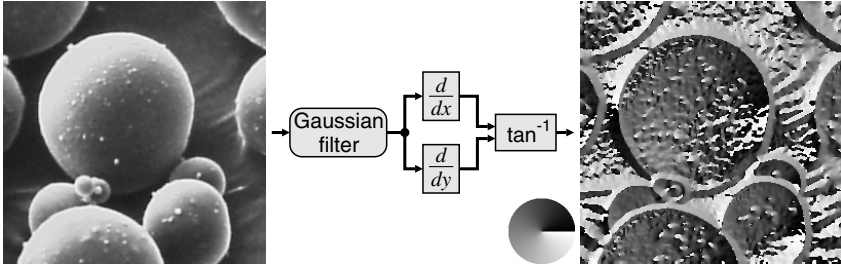 Gaussian
filter
d
dx
d
dy
tan-1